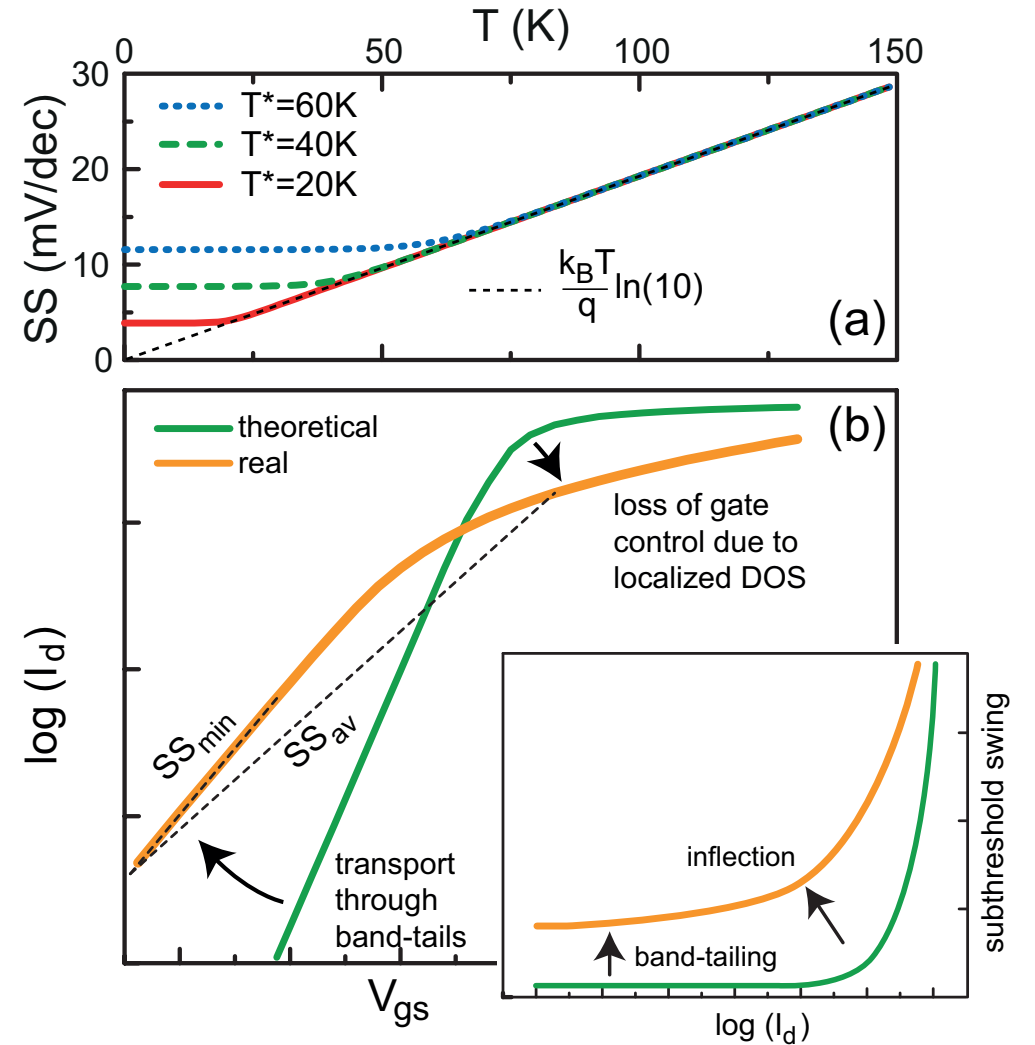 T (K)
0 50 100 150
30
20
10
0
SS (mV/dec)
T*=60K
T*=40K
T*=20K
k_B T
q
ln(10)
(a)
theoretical
real
(b)
loss of gate
control due to
localized DOS
log (I_d)
SS_min
SS_av
transport
through
band-tails
V_gs
inflection
band-tailing
subthreshold swing
log (I_d)